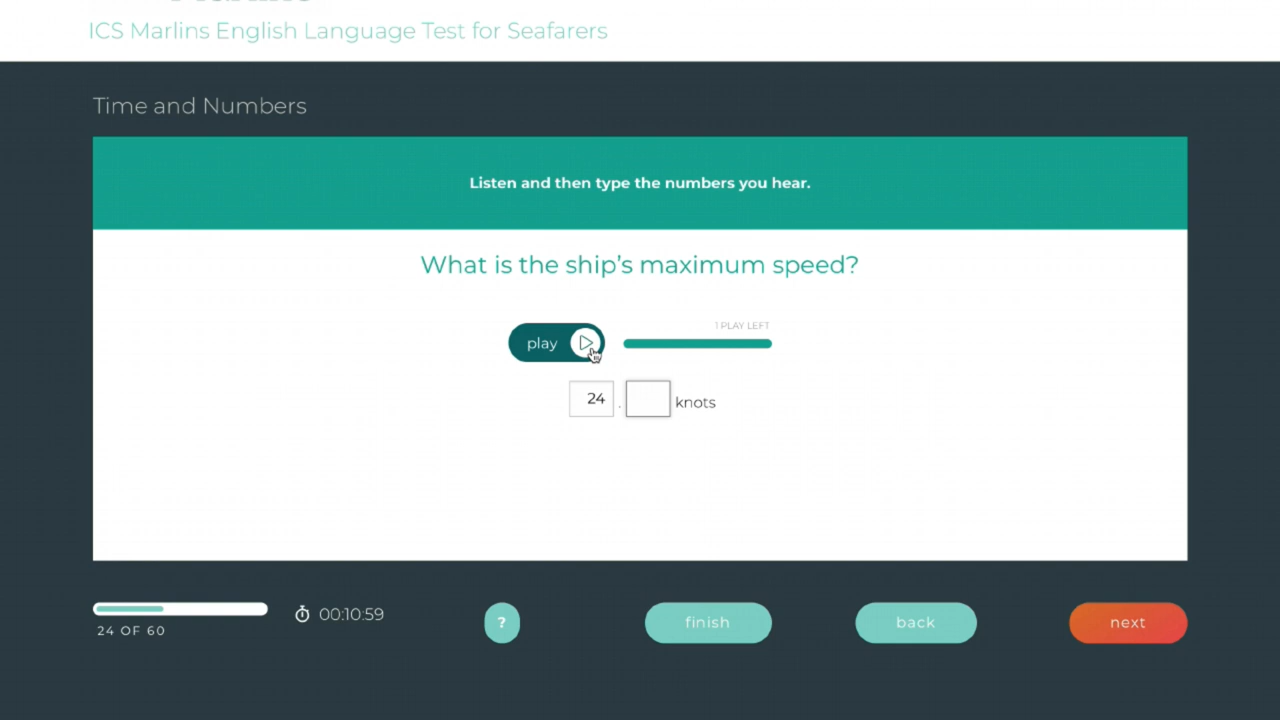 ICS Marlins English Language Test for Seafarers
Time and Numbers
Listen and then type the numbers you hear.
What is the ship's maximum speed?
1 PLAY LEFT
play
24 . knots
00:10:59
24 OF 60
?
finish
back
next